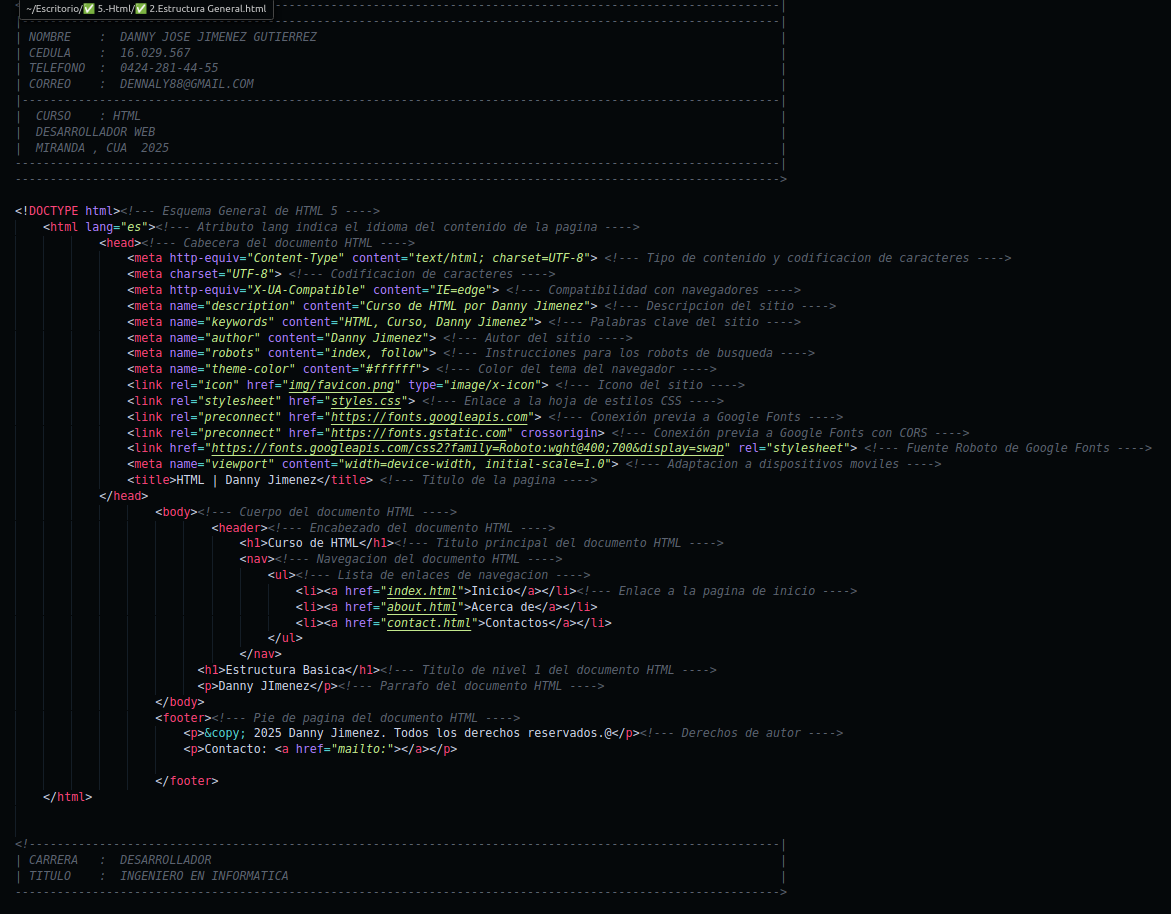 ~/Escritorio/✅ 5.-Html/✅ 2.Estructura General.html
| NOMBRE    :  DANNY JOSE JIMENEZ GUTIERREZ |
| CEDULA    :  16.029.567 |
| TELEFONO  :  0424-281-44-55 |
| CORREO    :  DENNALY88@GMAIL.COM |
|  CURSO    : HTML |
|  DESARROLLADOR WEB |
|  MIRANDA , CUA  2025 |
<!DOCTYPE html><!--- Esquema General de HTML 5 ---->
<html lang="es"><!--- Atributo lang indica el idioma del contenido de la pagina ---->
<head><!--- Cabecera del documento HTML ---->
<meta http-equiv="Content-Type" content="text/html; charset=UTF-8"> <!--- Tipo de contenido y codificacion de caracteres ---->
<meta charset="UTF-8"> <!--- Codificacion de caracteres ---->
<meta http-equiv="X-UA-Compatible" content="IE=edge"> <!--- Compatibilidad con navegadores ---->
<meta name="description" content="Curso de HTML por Danny Jimenez"> <!--- Descripcion del sitio ---->
<meta name="keywords" content="HTML, Curso, Danny Jimenez"> <!--- Palabras clave del sitio ---->
<meta name="author" content="Danny Jimenez"> <!--- Autor del sitio ---->
<meta name="robots" content="index, follow"> <!--- Instrucciones para los robots de busqueda ---->
<meta name="theme-color" content="#ffffff"> <!--- Color del tema del navegador ---->
<link rel="icon" href="img/favicon.png" type="image/x-icon"> <!--- Icono del sitio ---->
<link rel="stylesheet" href="styles.css"> <!--- Enlace a la hoja de estilos CSS ---->
<link rel="preconnect" href="https://fonts.googleapis.com"> <!--- Conexión previa a Google Fonts ---->
<link rel="preconnect" href="https://fonts.gstatic.com" crossorigin> <!--- Conexión previa a Google Fonts con CORS ---->
<link href="https://fonts.googleapis.com/css2?family=Roboto:wght@400;700&display=swap" rel="stylesheet"> <!--- Fuente Roboto de Google Fonts ---->
<meta name="viewport" content="width=device-width, initial-scale=1.0"> <!--- Adaptacion a dispositivos moviles ---->
<title>HTML | Danny Jimenez</title> <!--- Titulo de la pagina ---->
</head>
<body><!--- Cuerpo del documento HTML ---->
<header><!--- Encabezado del documento HTML ---->
<h1>Curso de HTML</h1><!--- Titulo principal del documento HTML ---->
<nav><!--- Navegacion del documento HTML ---->
<ul><!--- Lista de enlaces de navegacion ---->
<li><a href="index.html">Inicio</a></li><!--- Enlace a la pagina de inicio ---->
<li><a href="about.html">Acerca de</a></li>
<li><a href="contact.html">Contactos</a></li>
</ul>
</nav>
<h1>Estructura Basica</h1><!--- Titulo de nivel 1 del documento HTML ---->
<p>Danny JImenez</p><!--- Parrafo del documento HTML ---->
</body>
<footer><!--- Pie de pagina del documento HTML ---->
<p>&copy; 2025 Danny Jimenez. Todos los derechos reservados.@</p><!--- Derechos de autor ---->
<p>Contacto: <a href="mailto:"></a></p>
</footer>
</html>
<!------------------------------------------------------------------------------------------------------------|
| CARRERA   :  DESARROLLADOR |
| TITULO    :  INGENIERO EN INFORMATICA |
------------------------------------------------------------------------------------------------------------->